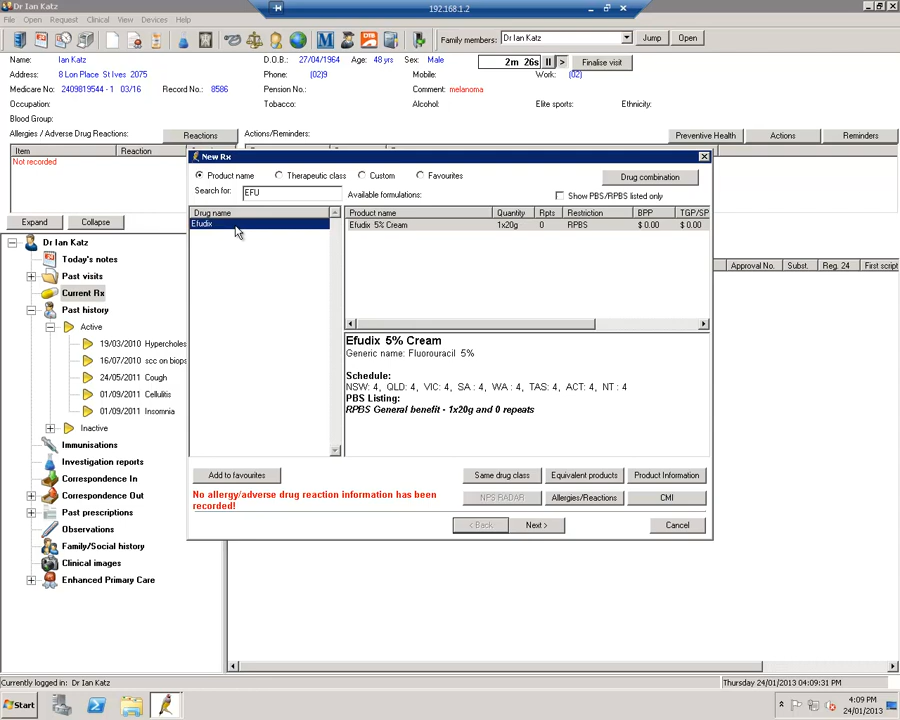 Dr Ian Katz
192.168.1.2
File Open Request Clinical View Devices Help
Family members: Dr Ian Katz Jump Open
Name: Ian Katz D.O.B.: 27/04/1964 Age: 48 yrs Sex: Male 2m 26s II > Finalise visit
Address: 8 Lon Place St Ives 2075 Phone: (02)9 Mobile: Work: (02)
Medicare No: 2409819544 - 1 03/16 Record No.: 8586 Pension No.: Comment: melanoma
Occupation: Tobacco: Alcohol: Elite sports: Ethnicity:
Blood Group:
Allergies / Adverse Drug Reactions: Reactions Actions/Reminders: Preventive Health Actions Reminders
Item Reaction
Not recorded
New Rx
Product name Therapeutic class Custom Favourites Drug combination
Search for: EFU Available formulations: Show PBS/RPBS listed only
Drug name Product name Quantity Rpts Restriction BPP TGP/SP
Efudix Efudix 5% Cream 1x20g 0 RPBS $ 0.00 $ 0.00
Efudix 5% Cream
Generic name: Fluorouracil 5%
Schedule:
NSW: 4, QLD: 4, VIC: 4, SA : 4, WA : 4, TAS: 4, ACT: 4, NT : 4
PBS Listing:
RPBS General benefit - 1x20g and 0 repeats
Add to favourites Same drug class Equivalent products Product Information
No allergy/adverse drug reaction information has been
recorded!
NPS RADAR Allergies/Reactions CMI
< Back Next > Cancel
Expand Collapse
Approval No. Subst. Reg. 24 First script
Dr Ian Katz
Today's notes
Past visits
Current Rx
Past history
Active
19/03/2010 Hypercholes
16/07/2010 scc on biops
24/05/2011 Cough
01/09/2011 Cellulitis
01/09/2011 Insomnia
Inactive
Immunisations
Investigation reports
Correspondence In
Correspondence Out
Past prescriptions
Observations
Family/Social history
Clinical images
Enhanced Primary Care
Currently logged in: Dr Ian Katz Thursday 24/01/2013 04:09:31 PM
Start
4:09 PM
24/01/2013